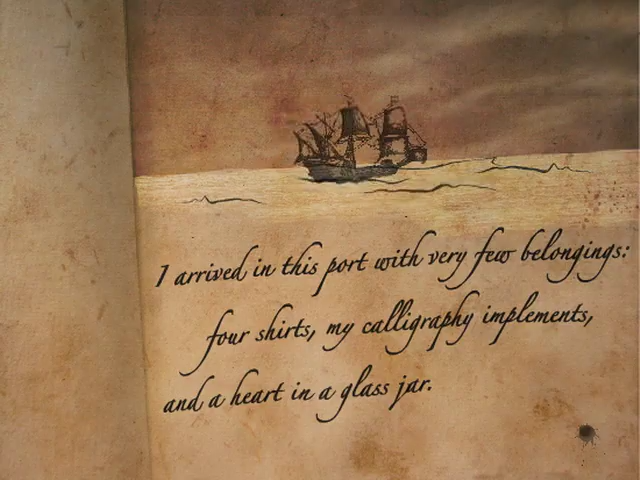 I arrived in this port with very few belongings:
four shirts, my calligraphy implements,
and a heart in a glass jar.